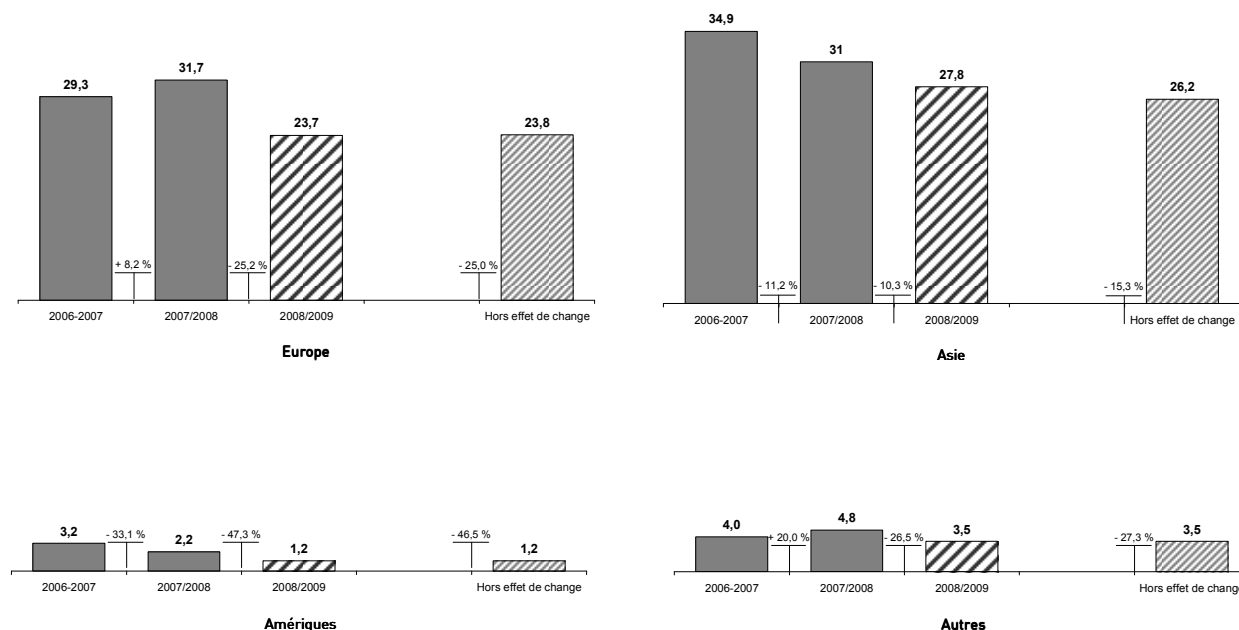 29,3
31,7
23,7
23,8
+ 8,2 %
- 25,2 %
- 25,0 %
2006-2007
2007/2008
2008/2009
Hors effet de change
Europe
34,9
31
27,8
26,2
- 11,2 %
- 10,3 %
- 15,3 %
2006-2007
2007/2008
2008/2009
Hors effet de change
Asie
3,2
2,2
1,2
1,2
- 33,1 %
- 47,3 %
- 46,5 %
2006-2007
2007/2008
2008/2009
Hors effet de change
Amériques
4,0
4,8
3,5
3,5
+ 20,0 %
- 26,5 %
- 27,3 %
2006-2007
2007/2008
2008/2009
Hors effet de change
Autres